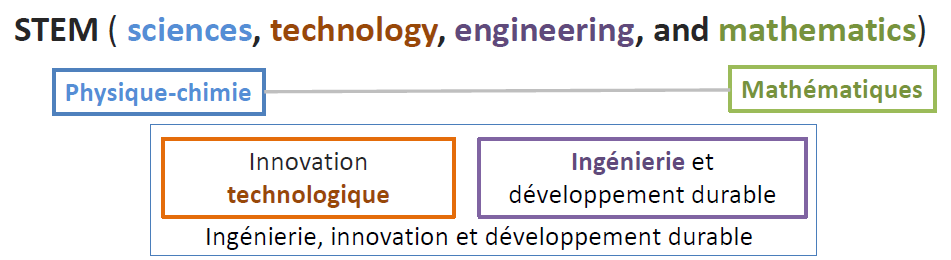 STEM ( sciences, technology, engineering, and mathematics)
Physique-chimie
Mathématiques
Innovation
technologique
Ingénierie et
développement durable
Ingénierie, innovation et développement durable